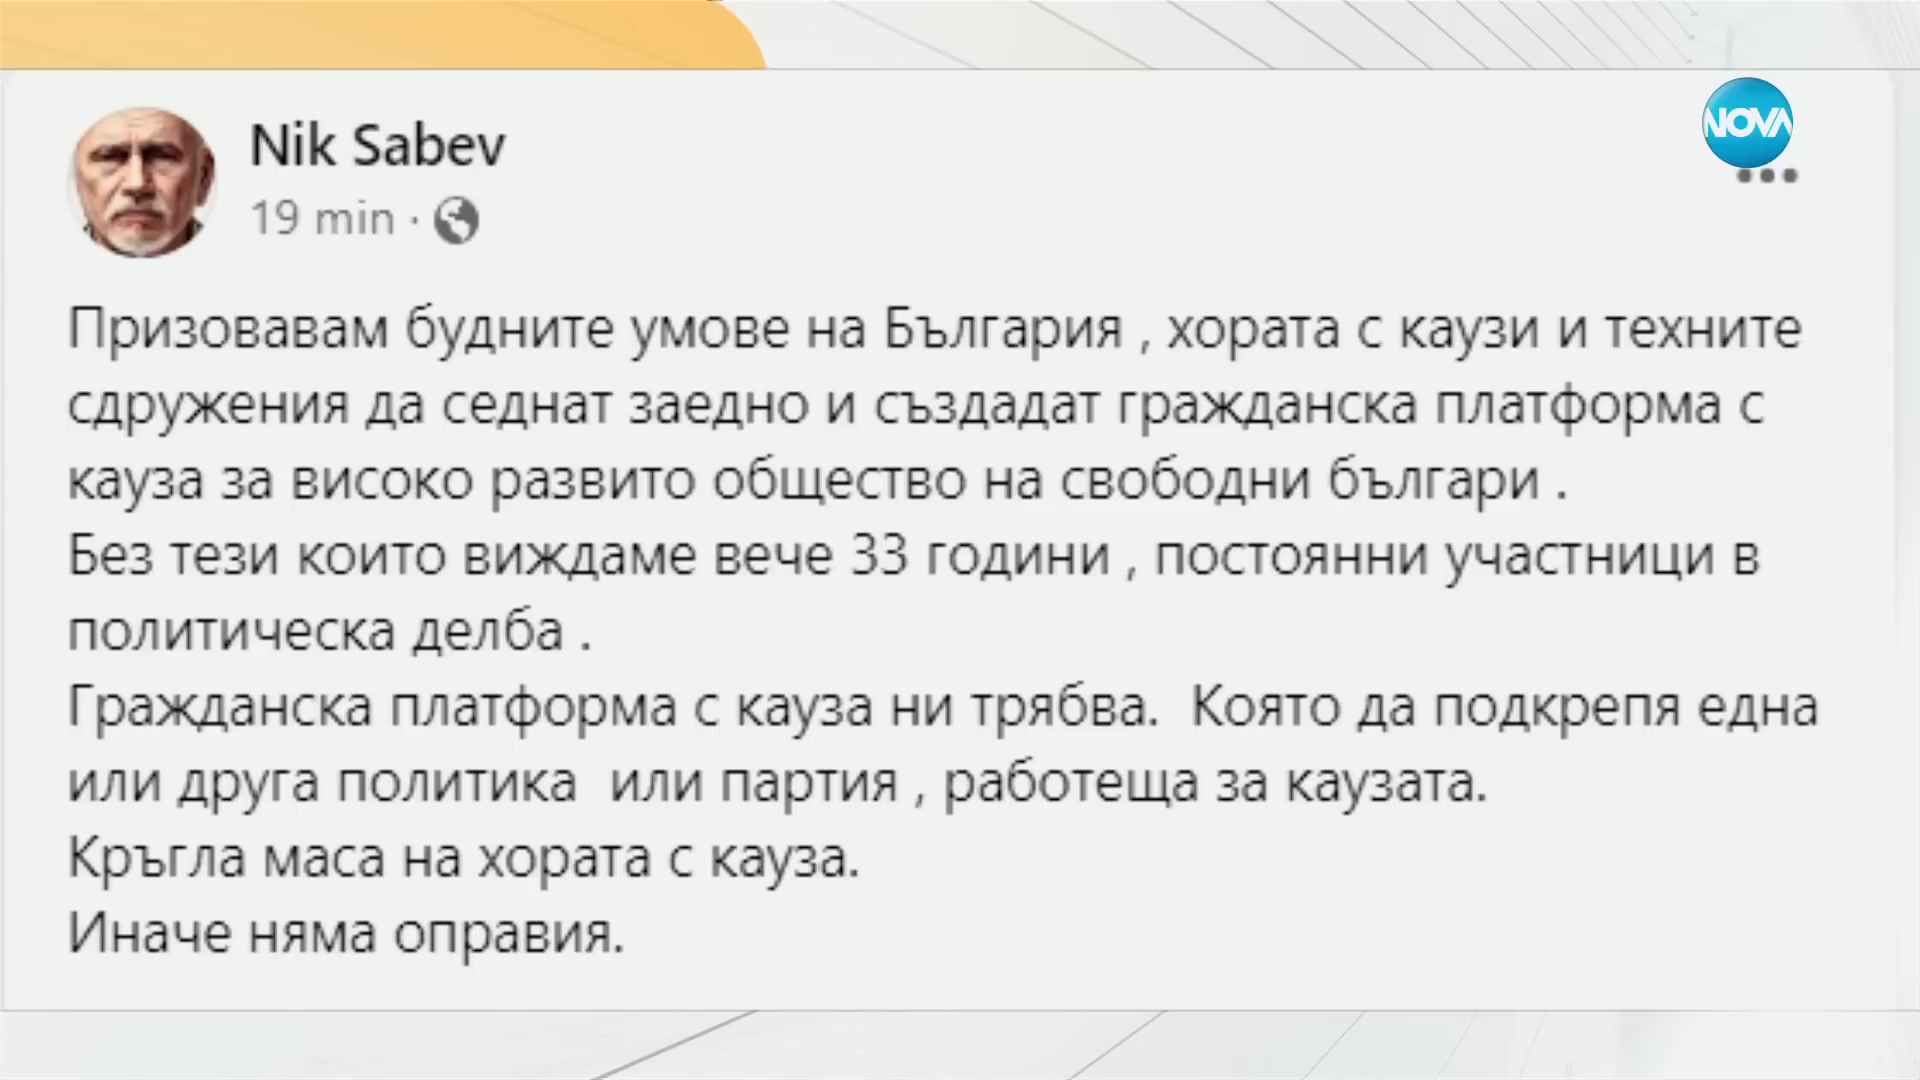 NOVA
Nik Sabev
19 min ·
Призовавам будните умове на България , хората с каузи и техните
сдружения да седнат заедно и създадат гражданска платформа с
кауза за високо развито общество на свободни българи .
Без тези които виждаме вече 33 години , постоянни участници в
политическа делба .
Гражданска платформа с кауза ни трябва.  Която да подкрепя една
или друга политика  или партия , работеща за каузата.
Кръгла маса на хората с кауза.
Иначе няма оправия.